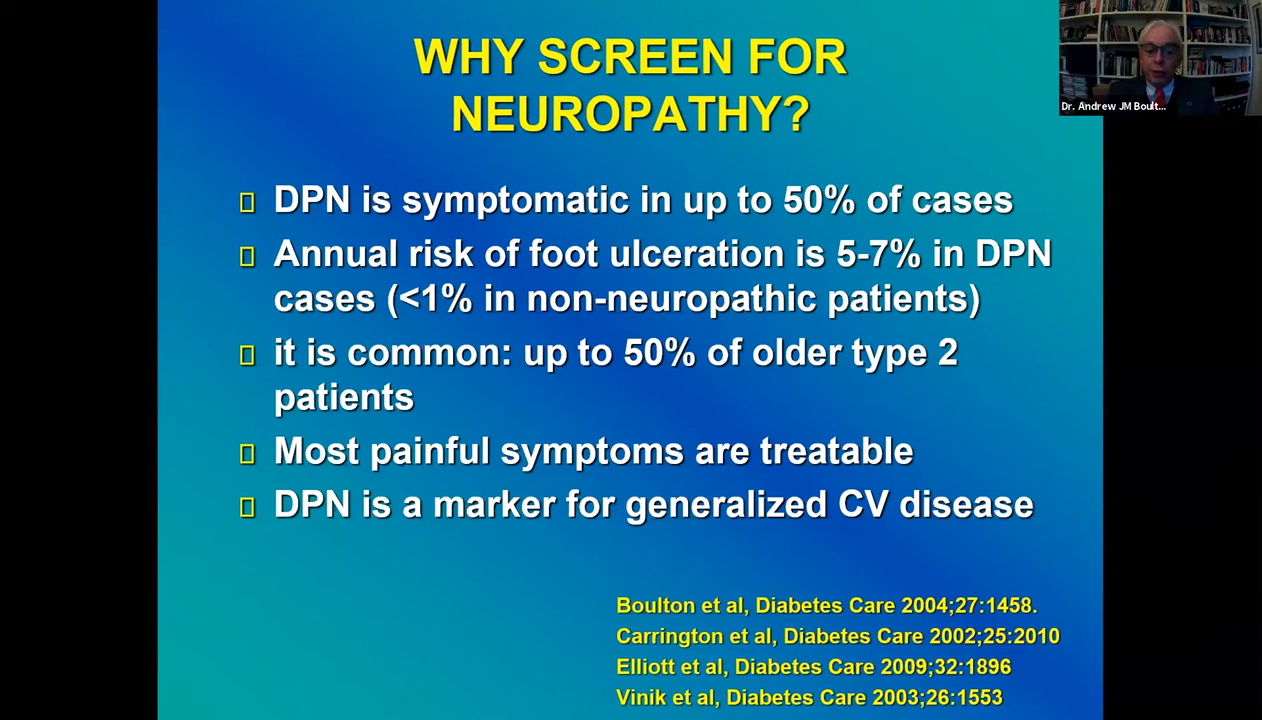 WHY SCREEN FOR
NEUROPATHY?
Dr. Andrew JM Boult...
DPN is symptomatic in up to 50% of cases
Annual risk of foot ulceration is 5-7% in DPN
cases (<1% in non-neuropathic patients)
it is common: up to 50% of older type 2
patients
Most painful symptoms are treatable
DPN is a marker for generalized CV disease
Boulton et al, Diabetes Care 2004;27:1458.
Carrington et al, Diabetes Care 2002;25:2010
Elliott et al, Diabetes Care 2009;32:1896
Vinik et al, Diabetes Care 2003;26:1553